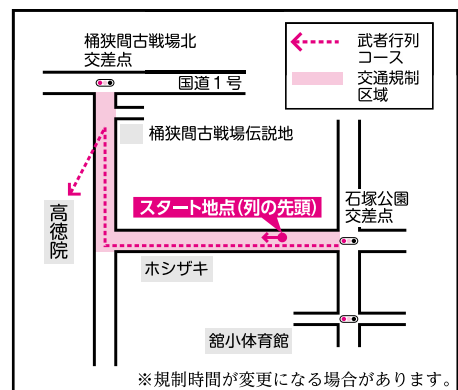 桶狭間古戦場北
交差点
国道1号
武者行列
コース
交通規制
区域
桶狭間古戦場伝説地
高徳院
スタート地点(列の先頭)
石塚公園
交差点
ホシザキ
舘小体育館
※規制時間が変更になる場合があります。